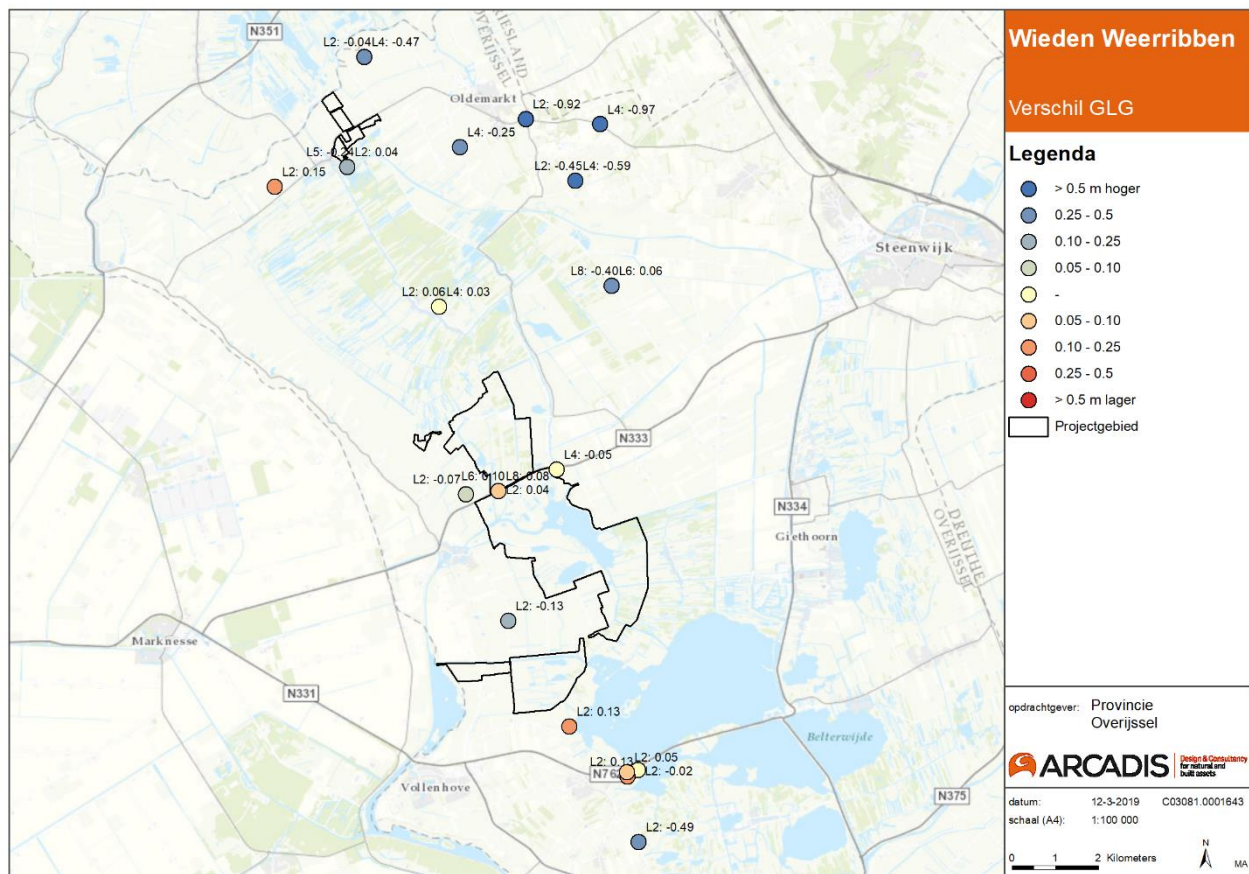 N351
L2: -0.04L4: -0.47
FRIESLAND
OVERIJSSEL
Oldemarkt
L2: -0.92
L4: -0.97
L4: -0.25
L5: -0.24L2: 0.04
L2: -0.45L4: -0.59
L2: 0.15
Steenwijk
L8: -0.40L6: 0.06
L2: 0.06L4: 0.03
N333
L4: -0.05
L2: -0.07
L6: 0.10L8: 0.08
L2: 0.04
N334
Giethoorn
DRENTHE
OVERIJSSEL
L2: -0.13
Marknesse
N331
L2: 0.13
Belterwijde
L2: 0.05
L2: 0.13
N762
L2: -0.02
Vollenhove
N375
L2: -0.49
Wieden Weerribben
Verschil GLG
Legenda
> 0.5 m hoger
0.25 - 0.5
0.10 - 0.25
0.05 - 0.10
-
0.05 - 0.10
0.10 - 0.25
0.25 - 0.5
> 0.5 m lager
Projectgebied
opdrachtgever: Provincie
Overijssel
ARCADIS
Design & Consultancy
for natural and
built assets
datum: 12-3-2019 C03081.0001643
schaal (A4): 1:100 000
0 1 2 Kilometers
N
MA